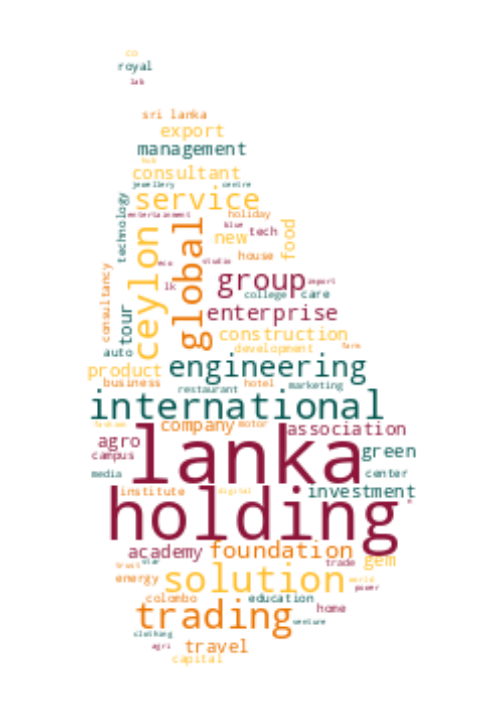 co
royal
lab
sri lanka
export
management
hub
consultant
jewellery centre
service
technology
entertainment holiday
ceylon
global
blue
new tech
food
house
eco studio
consultancy
group import
lk college care
tour
enterprise
construction
auto development farm
product engineering
business restaurant hotel marketing
international
fashion company motor association
agro
lanka
campus green
media center
institute digital investment
holding
academy foundation
star trade gem
trust
energy solution world
power
colombo education
trading home
venture
clothing
agri travel
capital